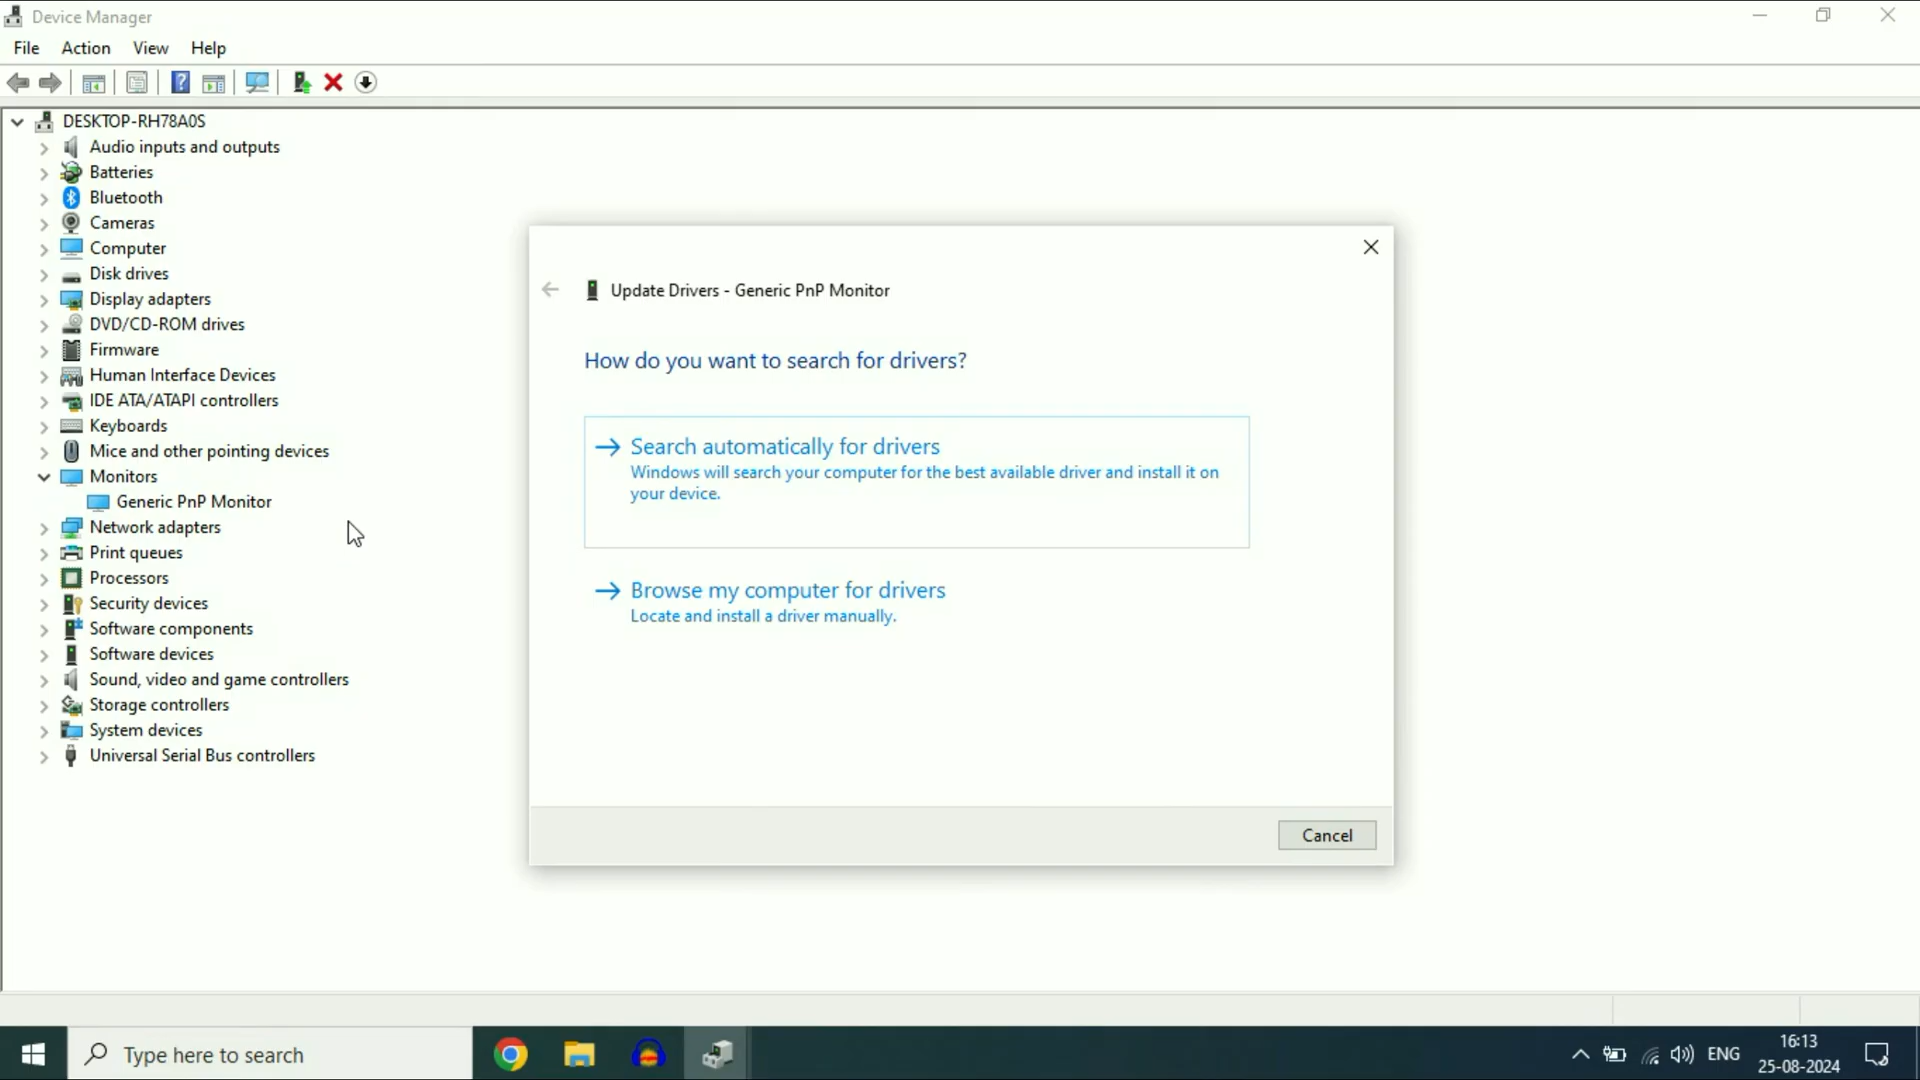 Device Manager
File Action View Help
DESKTOP-RH78A0S
Audio inputs and outputs
Batteries
Bluetooth
Cameras
Computer
Disk drives
Display adapters
DVD/CD-ROM drives
Firmware
Human Interface Devices
IDE ATA/ATAPI controllers
Keyboards
Mice and other pointing devices
Monitors
Generic PnP Monitor
Network adapters
Print queues
Processors
Security devices
Software components
Software devices
Sound, video and game controllers
Storage controllers
System devices
Universal Serial Bus controllers
Update Drivers - Generic PnP Monitor
How do you want to search for drivers?
Search automatically for drivers
Windows will search your computer for the best available driver and install it on
your device.
Browse my computer for drivers
Locate and install a driver manually.
Cancel
Type here to search
ENG
16:13
25-08-2024